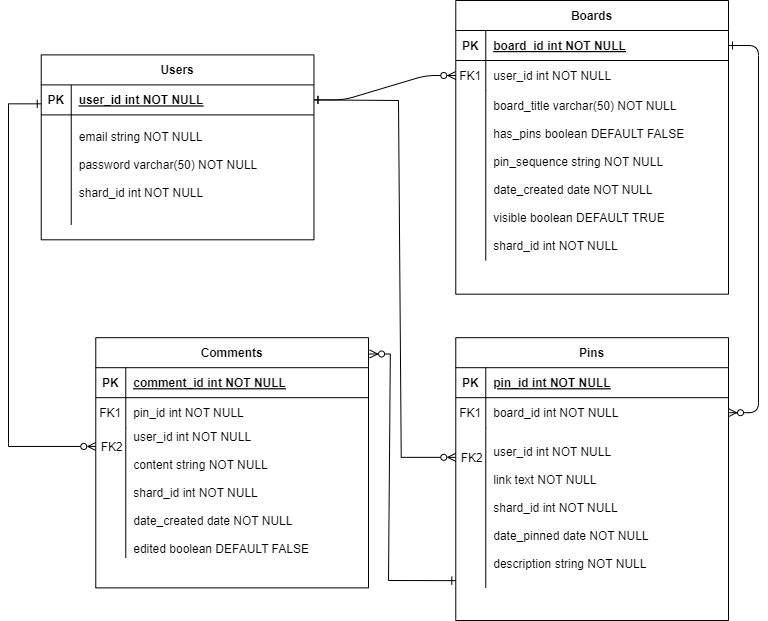 Users
PK user_id int NOT NULL
email string NOT NULL
password varchar(50) NOT NULL
shard_id int NOT NULL
Boards
PK board_id int NOT NULL
FK1 user_id int NOT NULL
board_title varchar(50) NOT NULL
has_pins boolean DEFAULT FALSE
pin_sequence string NOT NULL
date_created date NOT NULL
visible boolean DEFAULT TRUE
shard_id int NOT NULL
Comments
PK comment_id int NOT NULL
FK1 pin_id int NOT NULL
FK2 user_id int NOT NULL
content string NOT NULL
shard_id int NOT NULL
date_created date NOT NULL
edited boolean DEFAULT FALSE
Pins
PK pin_id int NOT NULL
FK1 board_id int NOT NULL
FK2 user_id int NOT NULL
link text NOT NULL
shard_id int NOT NULL
date_pinned date NOT NULL
description string NOT NULL